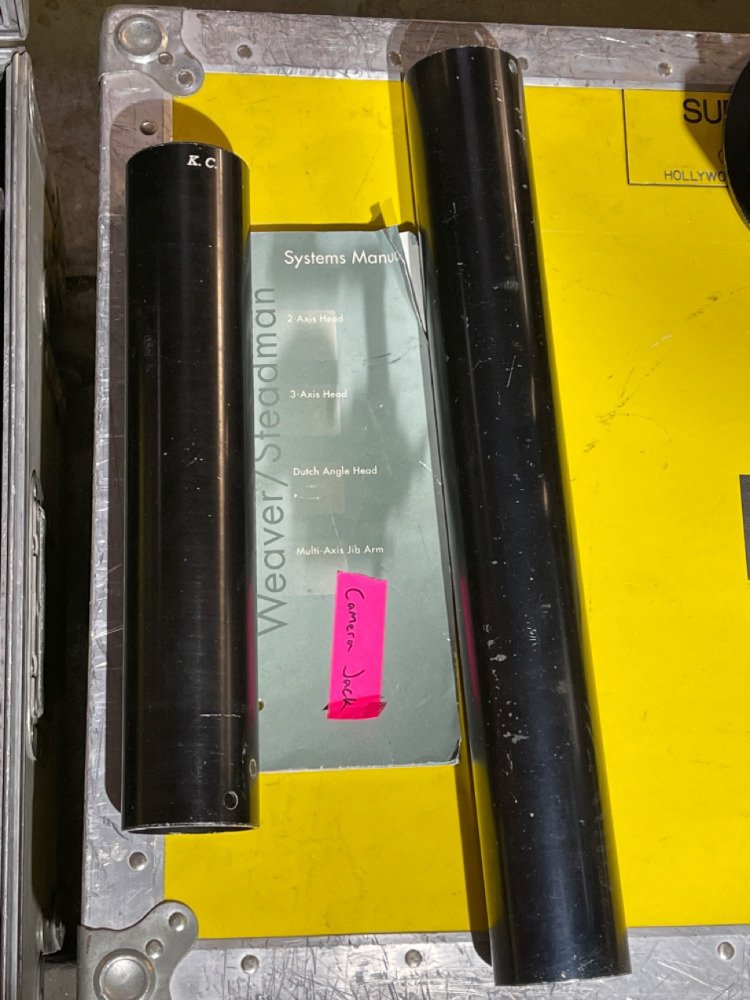 K.C.
Systems Manu
Weaver/Steadman
2-Axis Head
3-Axis Head
Dutch Angle Head
Multi-Axis Jib Arm
Camera Jack
SU
HOLLYWO